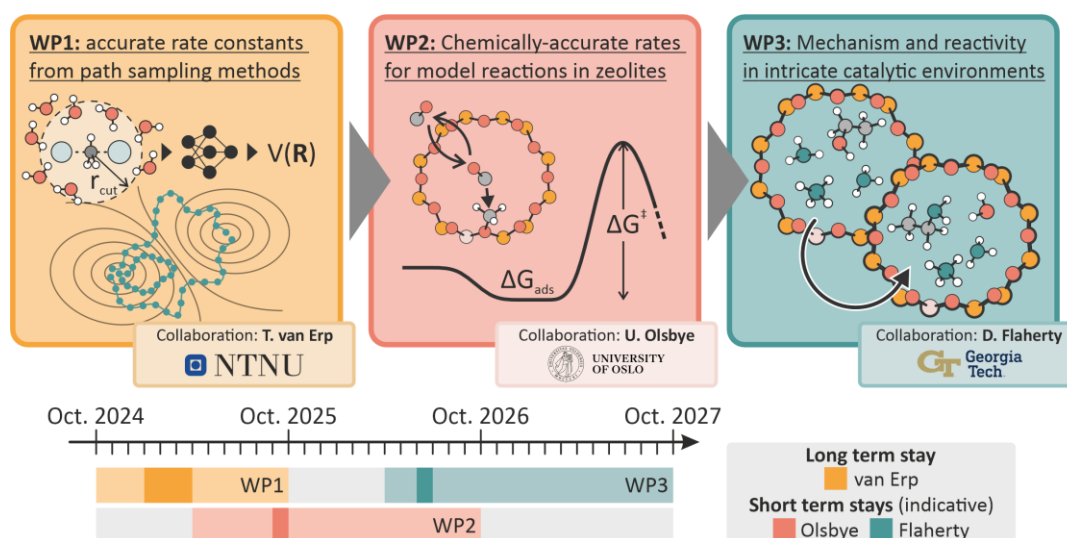 WP1: accurate rate constants
from path sampling methods
r_cut
V(R)
Collaboration: T. van Erp
NTNU
WP2: Chemically-accurate rates
for model reactions in zeolites
ΔG_ads
ΔG‡
Collaboration: U. Olsbye
UNIVERSITY
OF OSLO
WP3: Mechanism and reactivity
in intricate catalytic environments
Collaboration: D. Flaherty
GT Georgia
Tech
Oct. 2024 Oct. 2025 Oct. 2026 Oct. 2027
WP1 WP3
WP2
Long term stay
van Erp
Short term stays (indicative)
Olsbye Flaherty